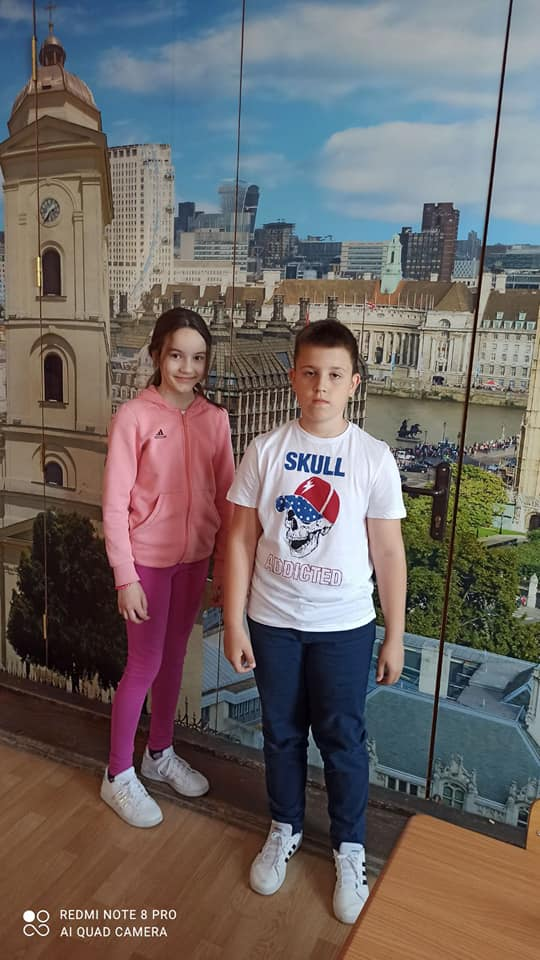 SKULL
ADDICTED
REDMI NOTE 8 PRO
AI QUAD CAMERA